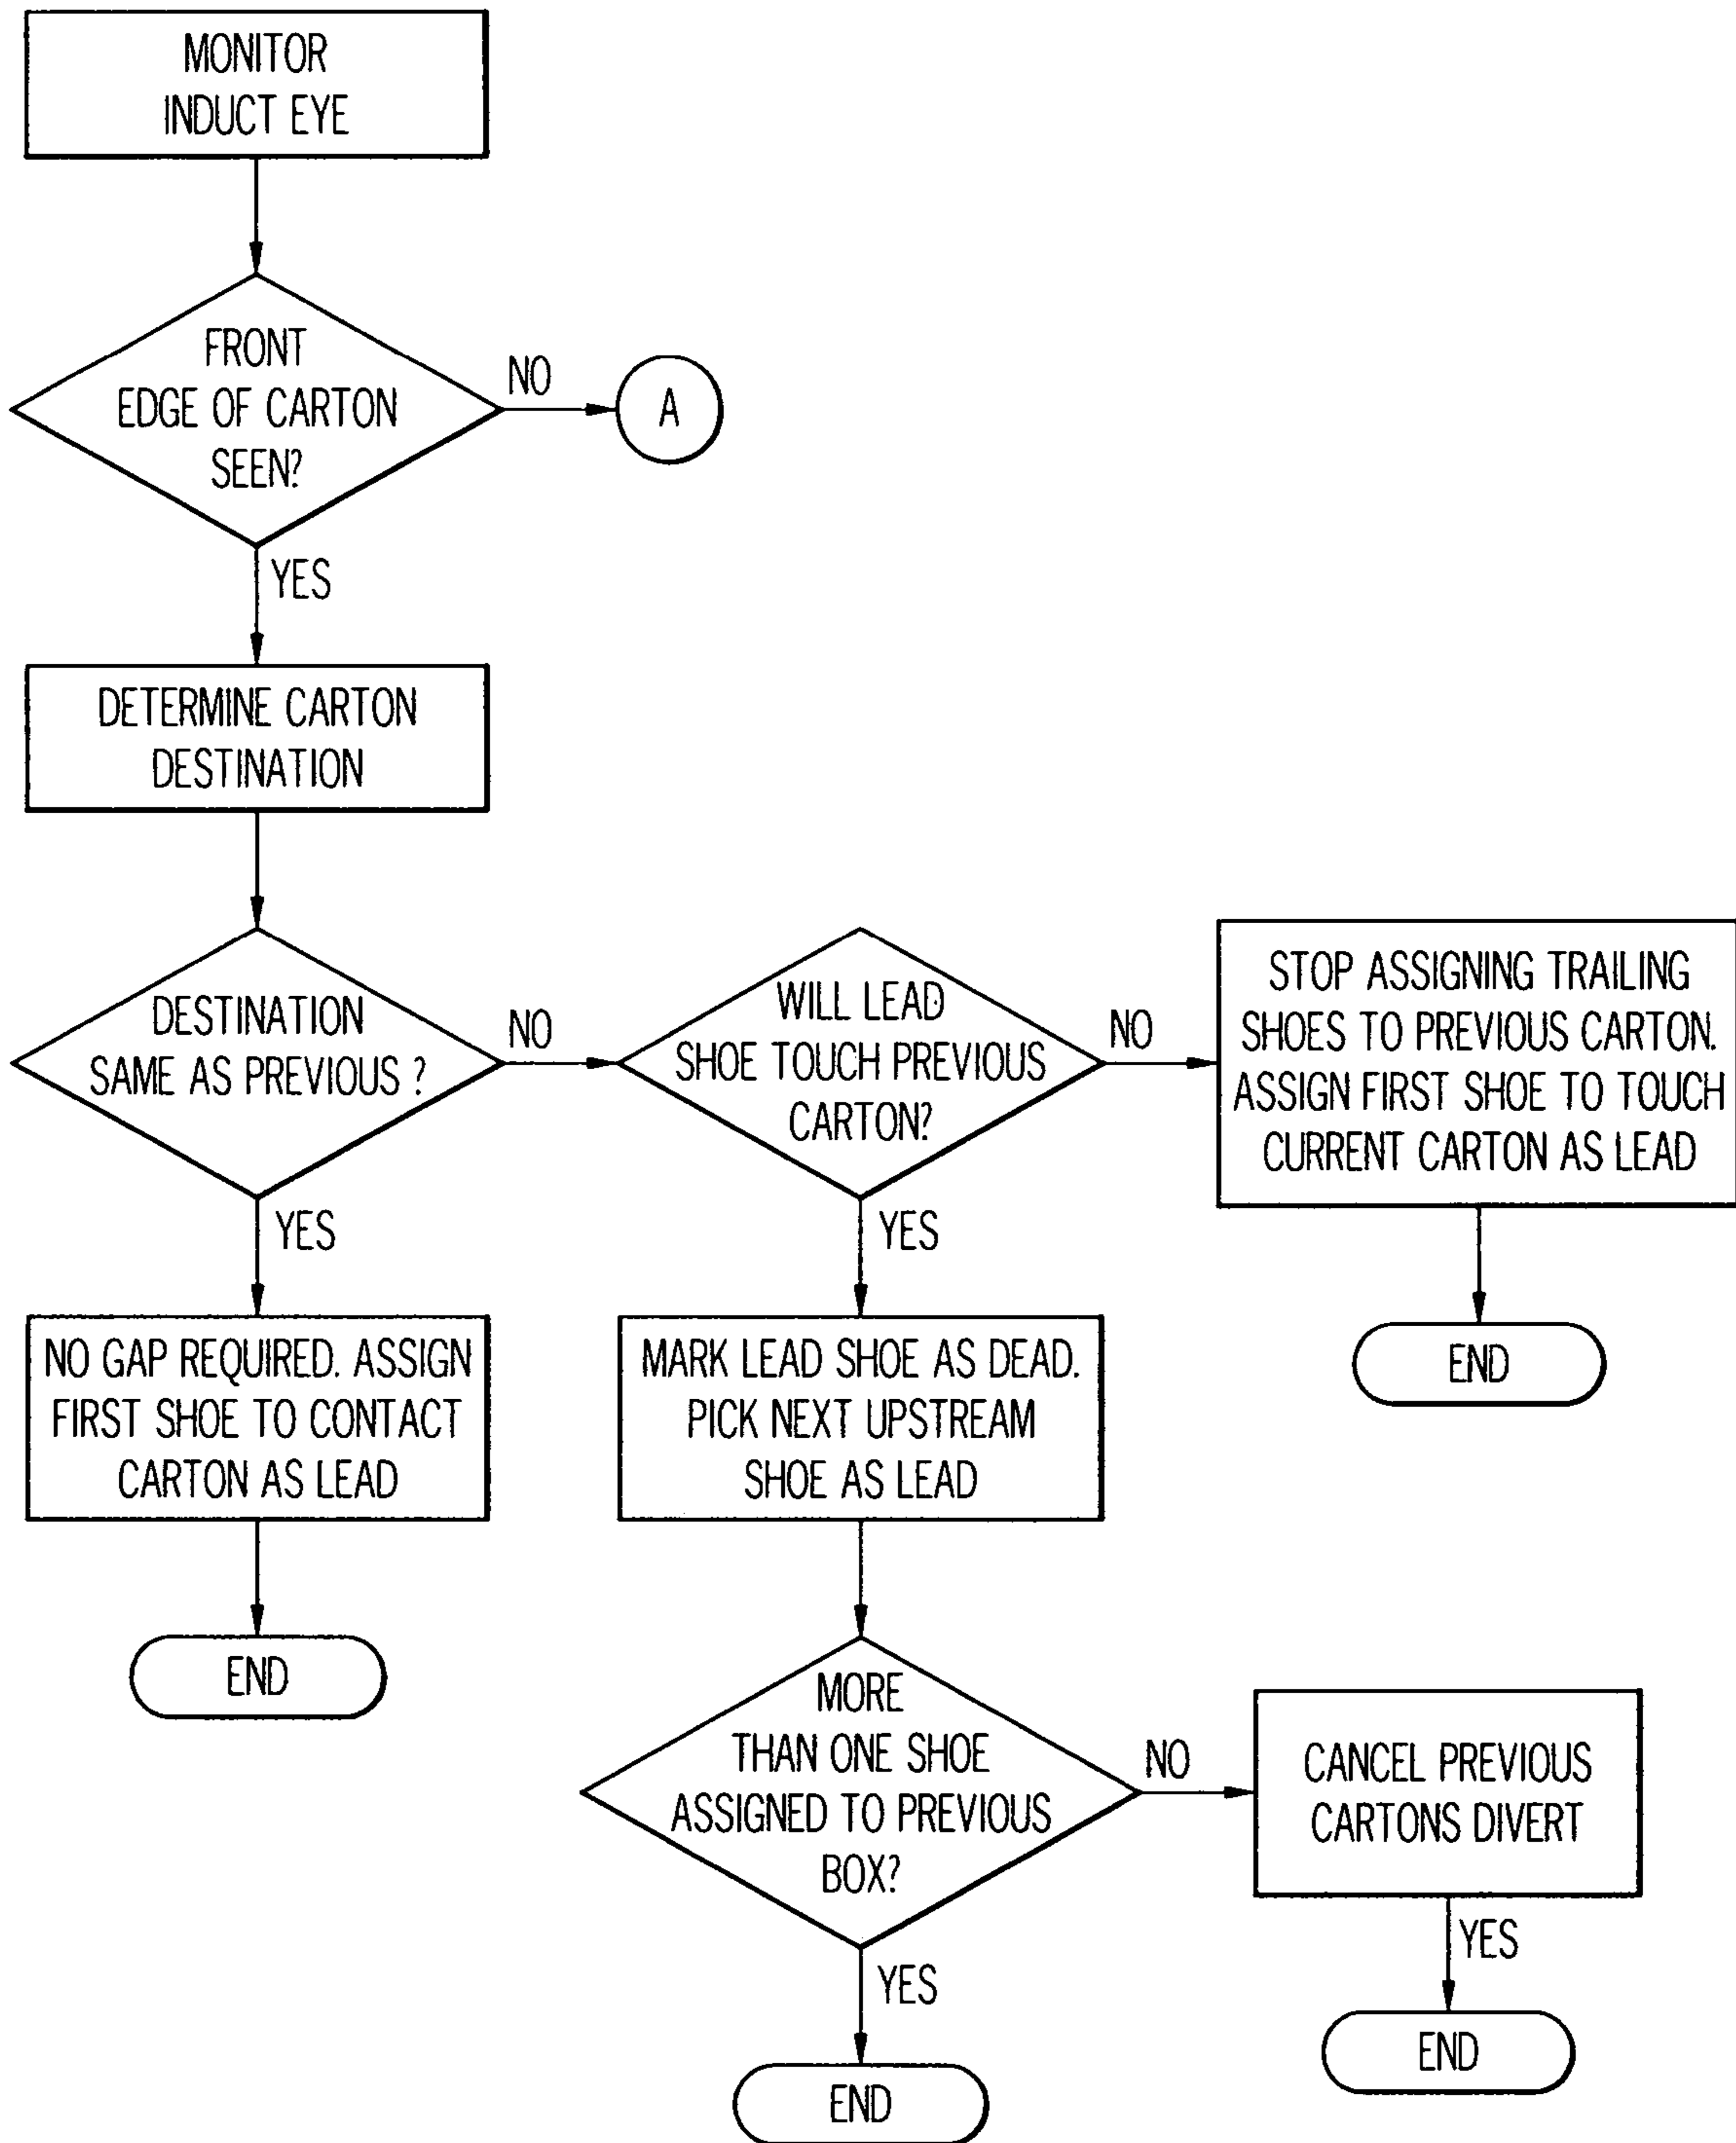 MONITOR
INDUCT EYE
FRONT
EDGE OF CARTON
SEEN?
NO
A
YES
DETERMINE CARTON
DESTINATION
DESTINATION
SAME AS PREVIOUS ?
NO
WILL LEAD
SHOE TOUCH PREVIOUS
CARTON?
NO
STOP ASSIGNING TRAILING
SHOES TO PREVIOUS CARTON.
ASSIGN FIRST SHOE TO TOUCH
CURRENT CARTON AS LEAD
END
YES
NO GAP REQUIRED. ASSIGN
FIRST SHOE TO CONTACT
CARTON AS LEAD
END
YES
MARK LEAD SHOE AS DEAD.
PICK NEXT UPSTREAM
SHOE AS LEAD
MORE
THAN ONE SHOE
ASSIGNED TO PREVIOUS
BOX?
NO
CANCEL PREVIOUS
CARTONS DIVERT
YES
END
YES
END